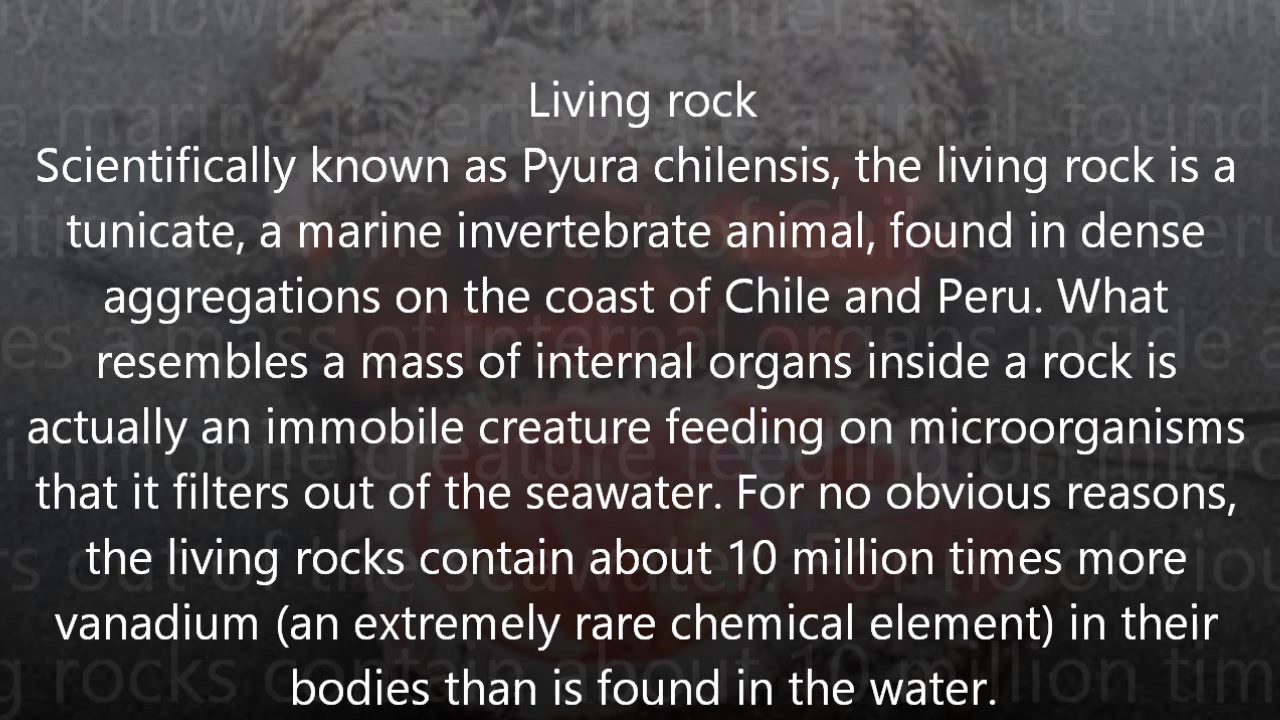 Living rock
Scientifically known as Pyura chilensis, the living rock is a
tunicate, a marine invertebrate animal, found in dense
aggregations on the coast of Chile and Peru. What
resembles a mass of internal organs inside a rock is
actually an immobile creature feeding on microorganisms
that it filters out of the seawater. For no obvious reasons,
the living rocks contain about 10 million times more
vanadium (an extremely rare chemical element) in their
bodies than is found in the water.